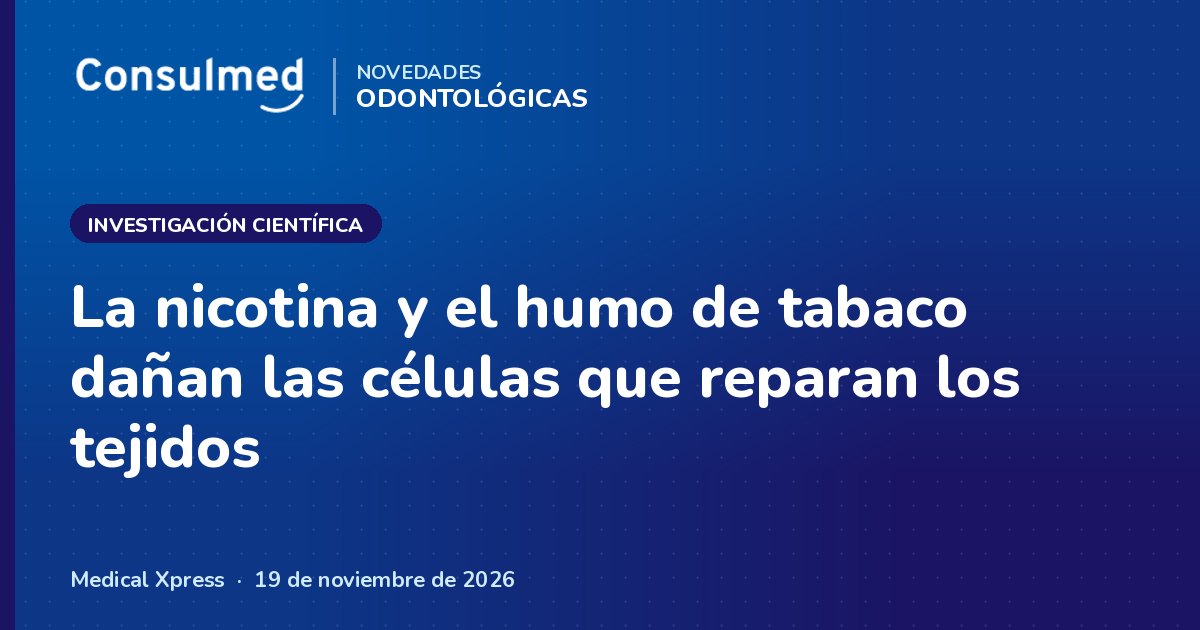 Consulmed
NOVEDADES
ODONTOLÓGICAS
INVESTIGACIÓN CIENTÍFICA
La nicotina y el humo de tabaco
dañan las células que reparan los
tejidos
Medical Xpress · 19 de noviembre de 2026